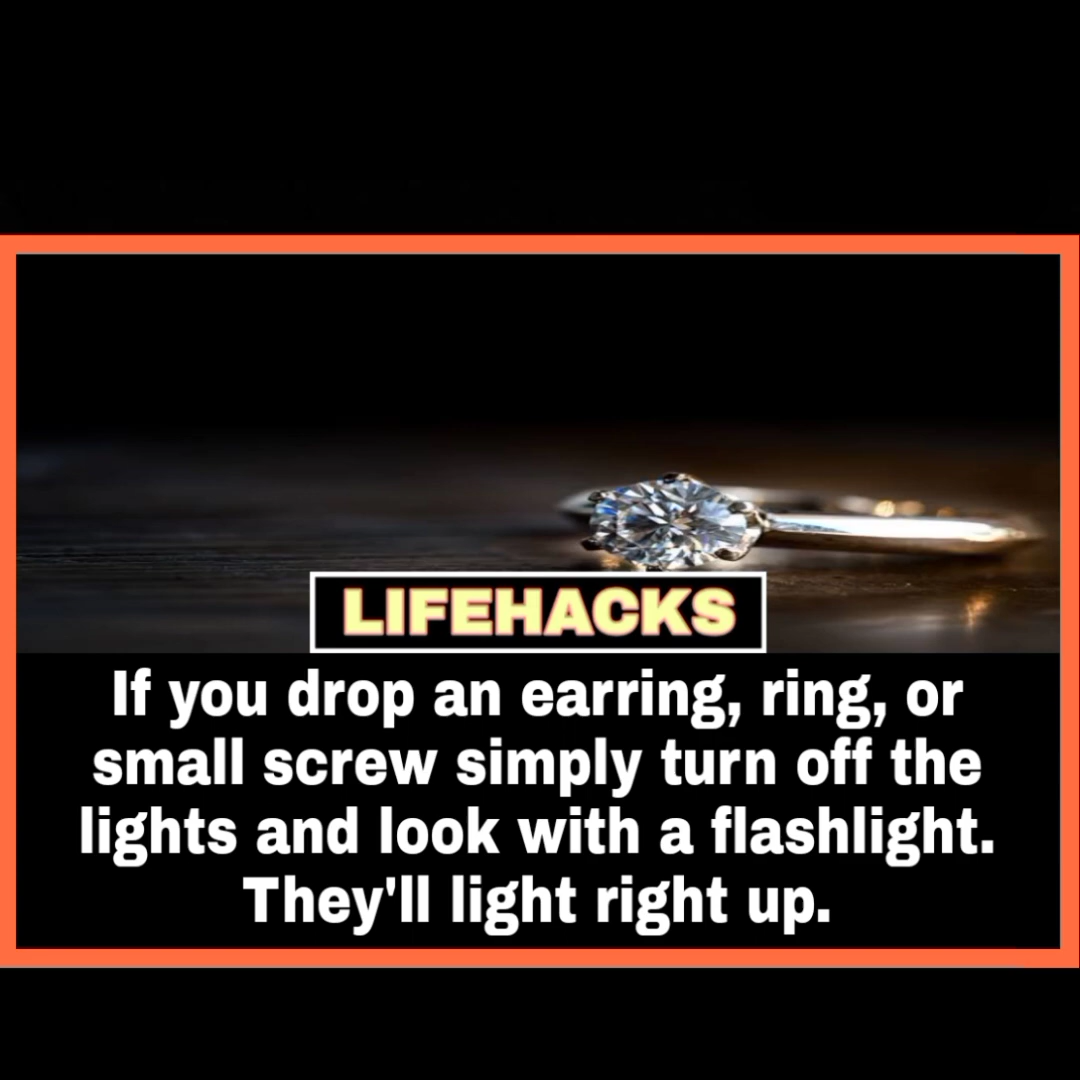 LIFEHACKS
If you drop an earring, ring, or
small screw simply turn off the
lights and look with a flashlight.
They'll light right up.